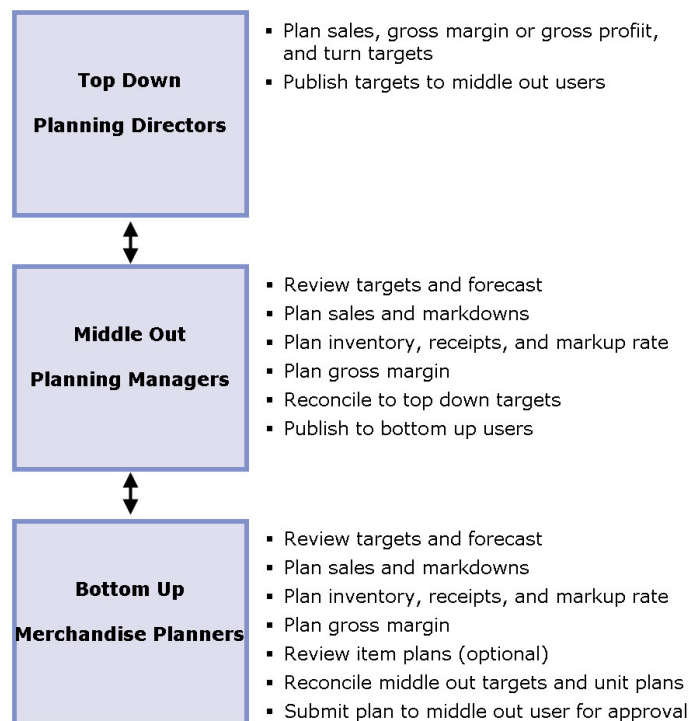 Top Down
Planning Directors
▪ Plan sales, gross margin or gross profiit,
and turn targets
▪ Publish targets to middle out users
Middle Out
Planning Managers
▪ Review targets and forecast
▪ Plan sales and markdowns
▪ Plan inventory, receipts, and markup rate
▪ Plan gross margin
▪ Reconcile to top down targets
▪ Publish to bottom up users
Bottom Up
Merchandise Planners
▪ Review targets and forecast
▪ Plan sales and markdowns
▪ Plan inventory, receipts, and markup rate
▪ Plan gross margin
▪ Review item plans (optional)
▪ Reconcile middle out targets and unit plans
▪ Submit plan to middle out user for approval